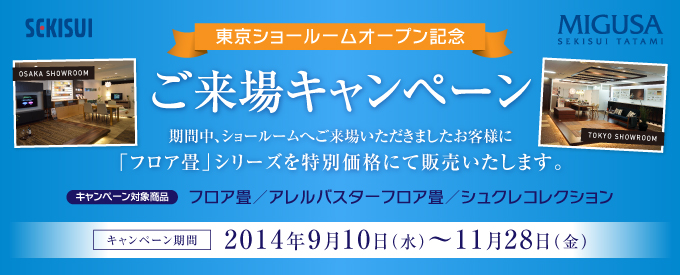 SEKISUI
東京ショールームオープン記念
MIGUSA
SEKISUI TATAMI
OSAKA SHOWROOM
ご来場キャンペーン
TOKYO SHOWROOM
期間中、ショールームへご来場いただきましたお客様に
「フロア畳」シリーズを特別価格にて販売いたします。
キャンペーン対象商品 フロア畳／アレルバスターフロア畳／シュクレコレクション
キャンペーン期間 2014年9月10日(水)～11月28日(金)